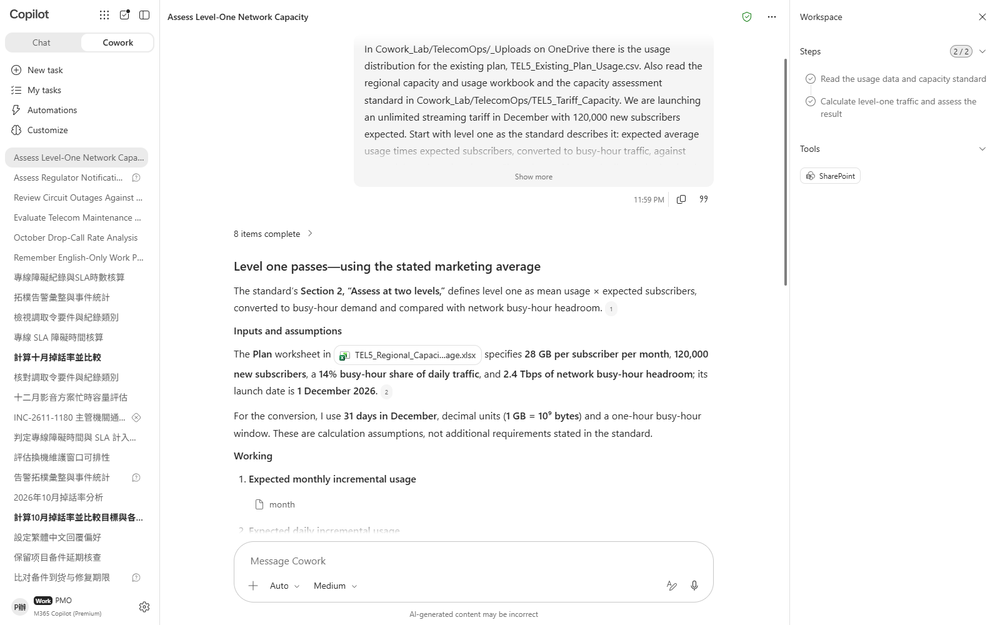 Copilot
Chat
Cowork
New task
My tasks
Automations
Customize
Assess Level-One Network Capa...
Assess Regulator Notificati...
Review Circuit Outages Against ...
Evaluate Telecom Maintenance ...
October Drop-Call Rate Analysis
Remember English-Only Work P...
專線障礙紀錄與SLA時數核算
拓樸告警彙整與事件統計
檢視調取令要件與紀錄類別
專線 SLA 障礙時間核算
計算十月掉話率並比較
核對調取令要件與紀錄類別
十二月影音方案忙時容量評估
INC-2611-1180 主管機關通...
判定專線障礙時間與 SLA 計入...
評估換機維護窗口可排性
告警拓樸彙整與事件統計
2026年10月掉話率分析
計算10月掉話率並比較目標與各...
設定繁體中文回覆偏好
保留项目备件延期核查
比对备件到货与修复期限
P辦
Work PMO
M365 Copilot (Premium)
Assess Level-One Network Capacity
In Cowork_Lab/TelecomOps/_Uploads on OneDrive there is the usage
distribution for the existing plan, TEL5_Existing_Plan_Usage.csv. Also read the
regional capacity and usage workbook and the capacity assessment
standard in Cowork_Lab/TelecomOps/TEL5_Tariff_Capacity. We are launching
an unlimited streaming tariff in December with 120,000 new subscribers
expected. Start with level one as the standard describes it: expected average
usage times expected subscribers, converted to busy-hour traffic, against
Show more
11:59 PM
8 items complete
Level one passes—using the stated marketing average
The standard's Section 2, “Assess at two levels,” defines level one as mean usage × expected subscribers,
converted to busy-hour demand and compared with network busy-hour headroom. 1
Inputs and assumptions
The Plan worksheet in TEL5_Regional_Capaci...age.xlsx specifies 28 GB per subscriber per month, 120,000
new subscribers, a 14% busy-hour share of daily traffic, and 2.4 Tbps of network busy-hour headroom; its
launch date is 1 December 2026. 2
For the conversion, I use 31 days in December, decimal units (1 GB = 10⁹ bytes) and a one-hour busy-hour
window. These are calculation assumptions, not additional requirements stated in the standard.
Working
1. Expected monthly incremental usage
month
2. Expected daily incremental usage
Message Cowork
Auto
Medium
AI-generated content may be incorrect
Workspace
Steps
2 / 2
Read the usage data and capacity standard
Calculate level-one traffic and assess the
result
Tools
SharePoint